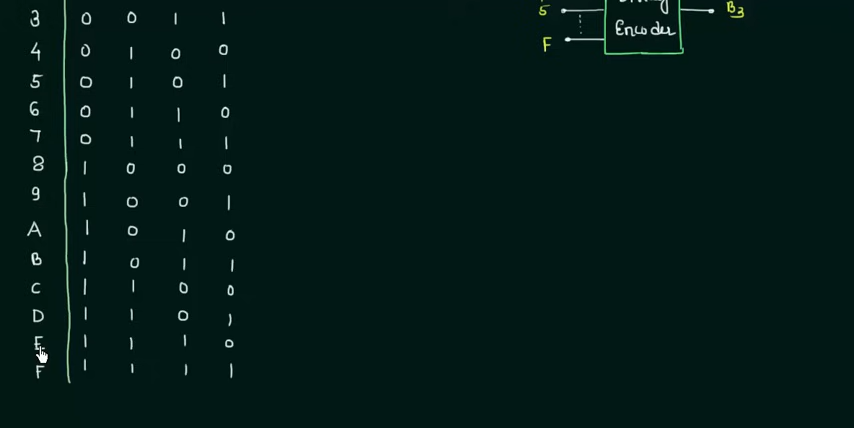 3 0 0 1 1
4 0 1 0 0
5 0 1 0 1
6 0 1 1 0
7 0 1 1 1
8 1 0 0 0
9 1 0 0 1
A 1 0 1 0
B 1 0 1 1
C 1 1 0 0
D 1 1 0 1
E 1 1 1 0
F 1 1 1 1
5
F
Encoder
B3